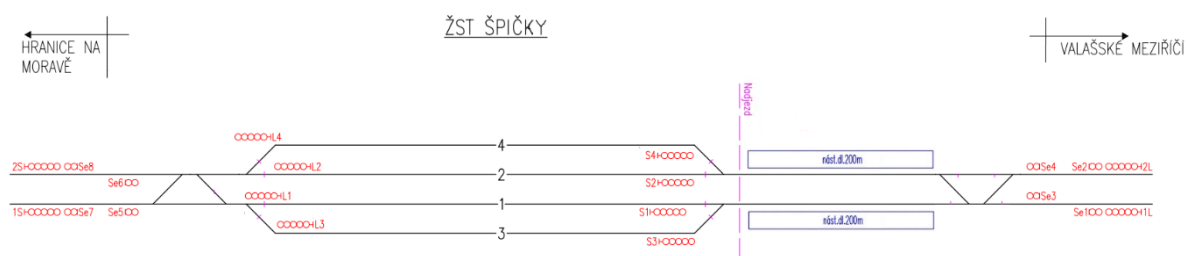 ŽST ŠPIČKY
HRANICE NA
MORAVĚ
VALAŠSKÉ MEZIŘÍČÍ
Nadjezd
L4
4
S4
nást.dl.200m
2S Se8
L2
2
S2
Se4
Se2 2L
Se6
L1
1
S1
Se3
1S Se7
Se5
L3
3
S3
nást.dl.200m
Se1 1L